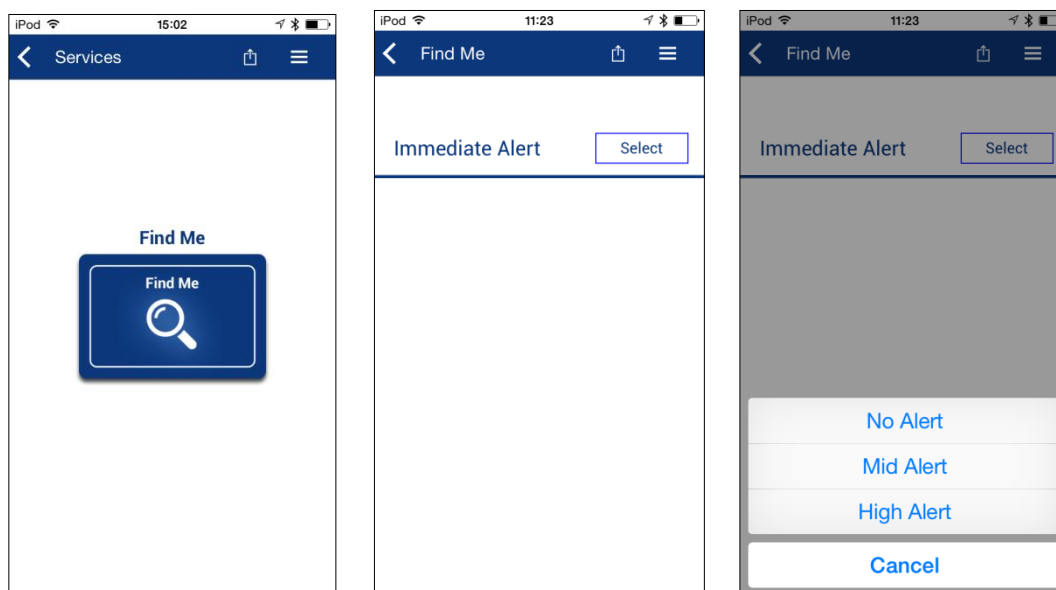 iPod 15:02
Services
Find Me
Find Me
iPod 11:23
Find Me
Immediate Alert Select
iPod 11:23
Find Me
Immediate Alert Select
No Alert
Mid Alert
High Alert
Cancel